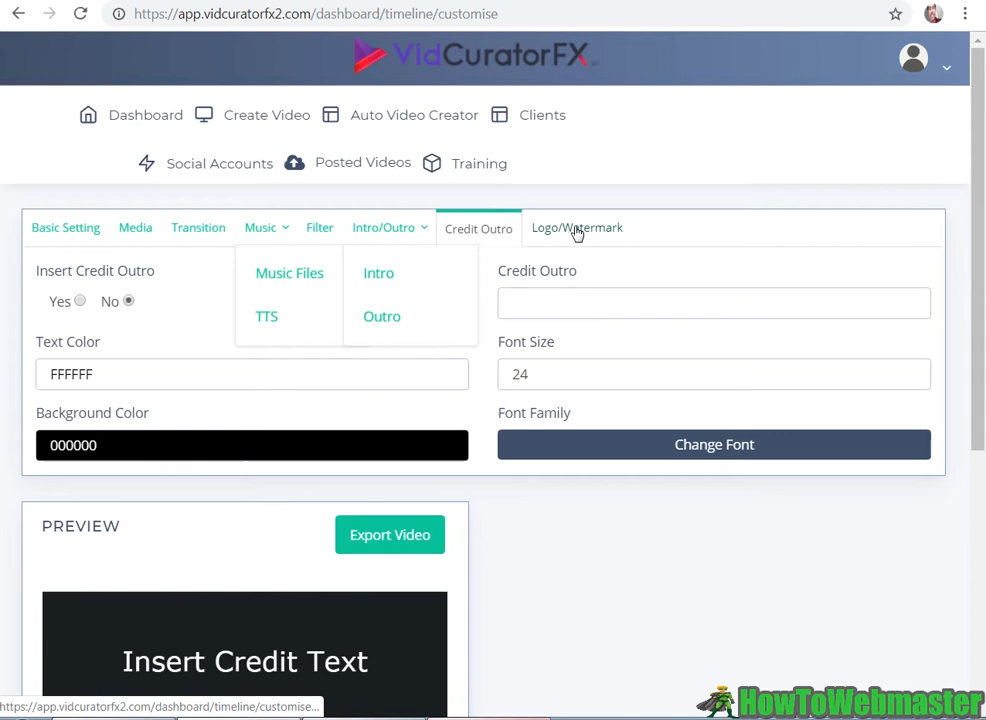 https://app.vidcuratorfx2.com/dashboard/timeline/customise
VidCuratorFX
Dashboard Create Video Auto Video Creator Clients
Social Accounts Posted Videos Training
Basic Setting Media Transition Music Filter Intro/Outro Credit Outro Logo/Watermark
Insert Credit Outro Music Files Intro Credit Outro
Yes No TTS Outro
Text Color Font Size
FFFFFF 24
Background Color Font Family
000000 Change Font
PREVIEW Export Video
Insert Credit Text
https://app.vidcuratorfx2.com/dashboard/timeline/customise...
HowToWebmaster